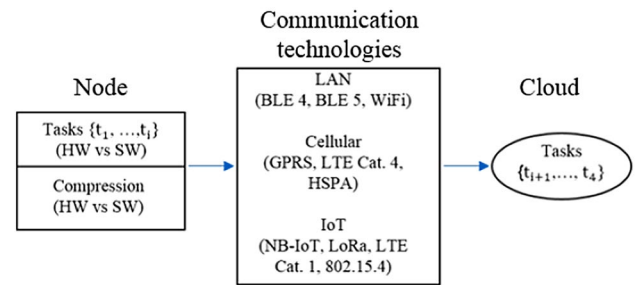 Communication
technologies
Node
Cloud
Tasks {t₁, ...,tᵢ}
(HW vs SW)
Compression
(HW vs SW)
LAN
(BLE 4, BLE 5, WiFi)
Cellular
(GPRS, LTE Cat. 4,
HSPA)
IoT
(NB-IoT, LoRa, LTE
Cat. 1, 802.15.4)
Tasks
{tᵢ₊₁,..., t₄}